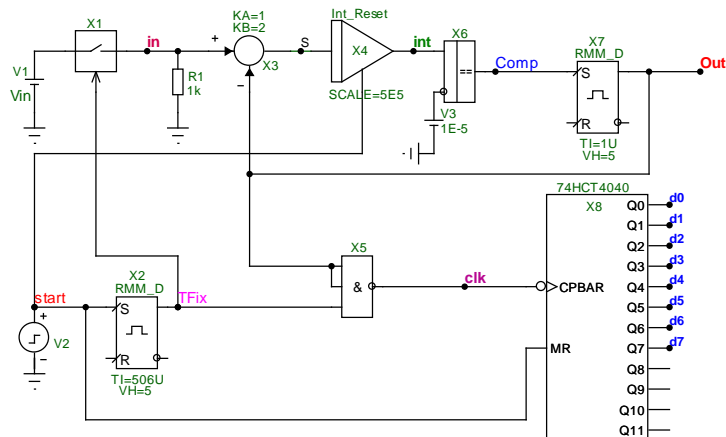 X1
in
V1
Vin
R1
1k
+
−
KA=1
KB=2
X3
S
Int_Reset
X4
SCALE=5E5
int
X6
==
V3
1E-5
Comp
X7
RMM_D
S
R
TI=1U
VH=5
Out
start
+
−
V2
X2
RMM_D
S
R
TI=506U
VH=5
TFix
X5
&
clk
74HCT4040
X8
CPBAR
MR
Q0 d0
Q1 d1
Q2 d2
Q3 d3
Q4 d4
Q5 d5
Q6 d6
Q7 d7
Q8
Q9
Q10
Q11